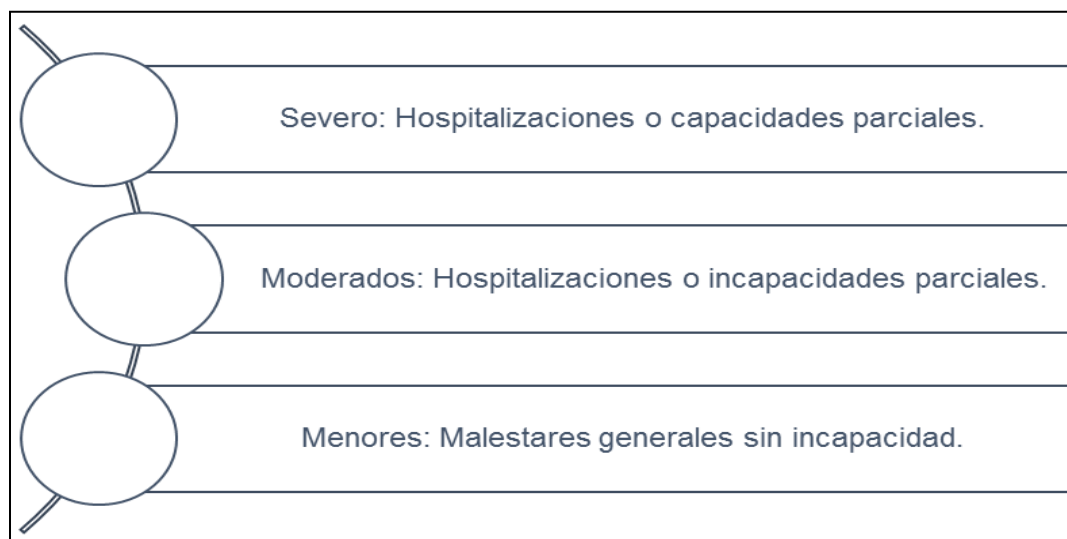 Severo: Hospitalizaciones o capacidades parciales.
Moderados: Hospitalizaciones o incapacidades parciales.
Menores: Malestares generales sin incapacidad.